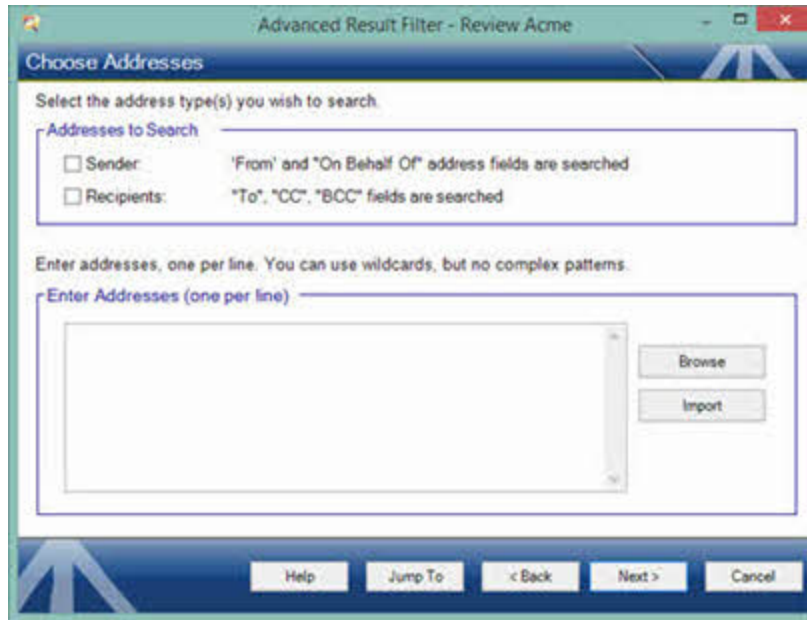 Advanced Result Filter - Review Acme
Choose Addresses
Select the address type(s) you wish to search.
Addresses to Search
Sender: 'From' and "On Behalf Of" address fields are searched
Recipients: "To", "CC", "BCC" fields are searched
Enter addresses, one per line. You can use wildcards, but no complex patterns.
Enter Addresses (one per line)
Browse
Import
Help Jump To < Back Next > Cancel